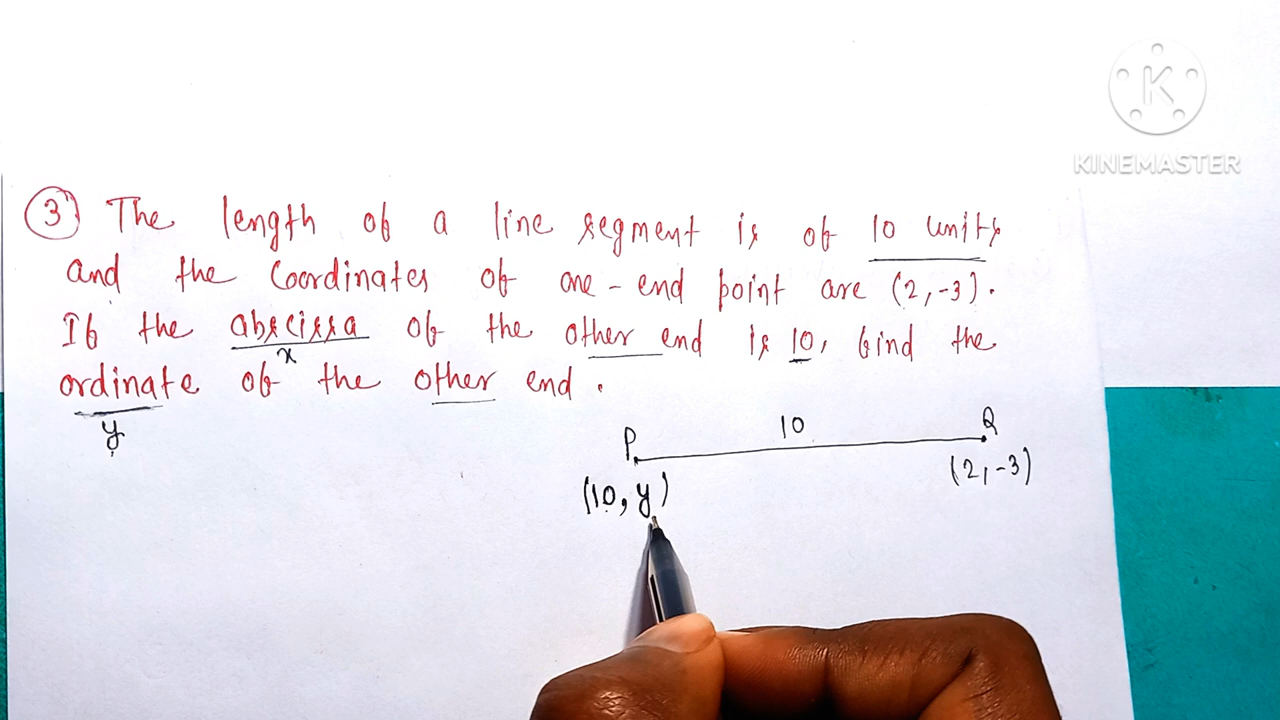 K
KINEMASTER
3 The length of a line segment is of 10 units
and the Coordinates of one-end point are (2,-3).
If the abscissa of the other end is 10, find the
x
ordinate of the other end.
y
P 10 Q
(10, y) (2,-3)